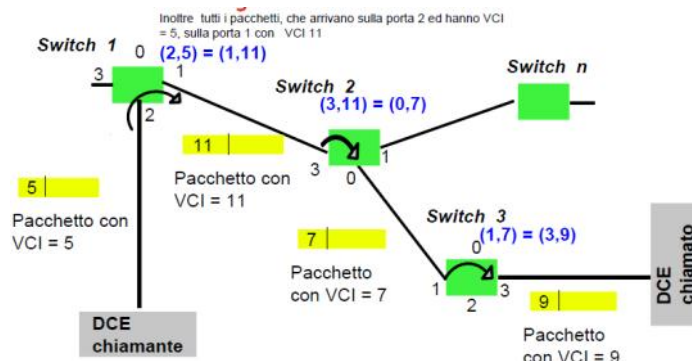 Inoltre tutti i pacchetti, che arrivano sulla porta 2 ed hanno VCI
= 5, sulla porta 1 con VCI 11
Switch 1
0
(2,5) = (1,11)
3
1
2
Switch 2
(3,11) = (0,7)
Switch n
11
3
1
0
Pacchetto con
VCI = 11
5
Pacchetto con
VCI = 5
Switch 3
0
(1,7) = (3,9)
7
Pacchetto
con VCI = 7
1
3
2
DCE
chiamato
9
DCE
chiamante
Pacchetto
con VCI = 9